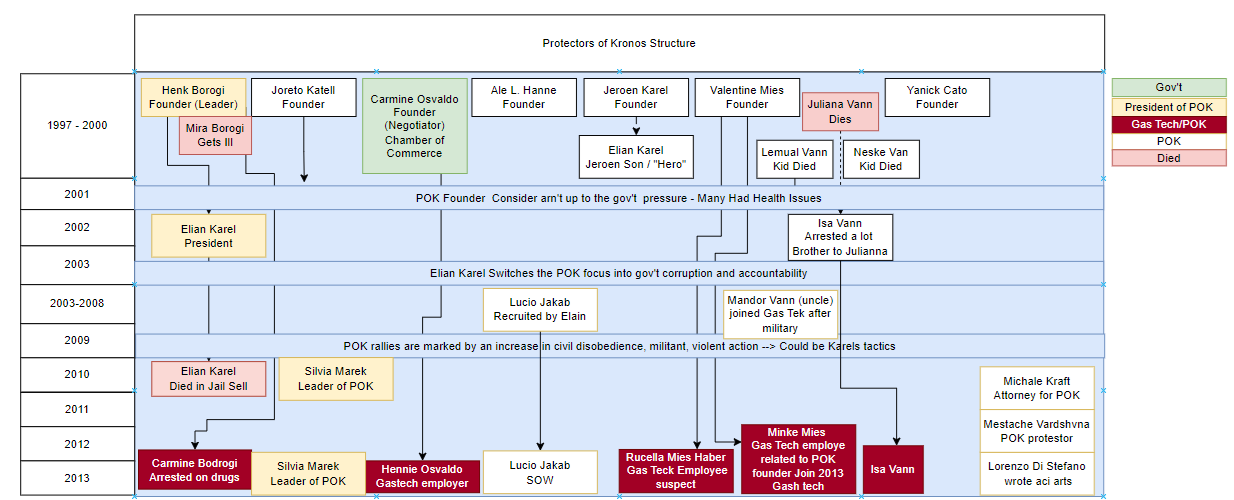 Protectors of Kronos Structure
1997 - 2000
Henk Borogi
Founder (Leader)
Mira Borogi
Gets Ill
Joreto Katell
Founder
Carmine Osvaldo
Founder
(Negotiator)
Chamber of
Commerce
Ale L. Hanne
Founder
Jeroen Karel
Founder
Elian Karel
Jeroen Son / "Hero"
Valentine Mies
Founder
Juliana Vann
Dies
Lemual Vann
Kid Died
Neske Van
Kid Died
Yanick Cato
Founder
Gov't
President of POK
Gas Tech/POK
POK
Died
2001
POK Founder Consider arn't up to the gov't pressure - Many Had Health Issues
2002
Elian Karel
President
Isa Vann
Arrested a lot
Brother to Julianna
2003
Elian Karel Switches the POK focus into gov't corruption and accountability
2003-2008
Lucio Jakab
Recruited by Elain
Mandor Vann (uncle)
joined Gas Tek after
military
2009
POK rallies are marked by an increase in civil disobedience, militant, violent action --> Could be Karels tactics
2010
Elian Karel
Died in Jail Sell
Silvia Marek
Leader of POK
Michale Kraft
Attorney for POK
2011
Mestache Vardshvna
POK protestor
2012
2013
Carmine Bodrogi
Arrested on drugs
Silvia Marek
Leader of POK
Hennie Osvaldo
Gastech employer
Lucio Jakab
SOW
Rucella Mies Haber
Gas Teck Employee
suspect
Minke Mies
Gas Tech employe
related to POK
founder Join 2013
Gash tech
Isa Vann
Lorenzo Di Stefano
wrote aci arts